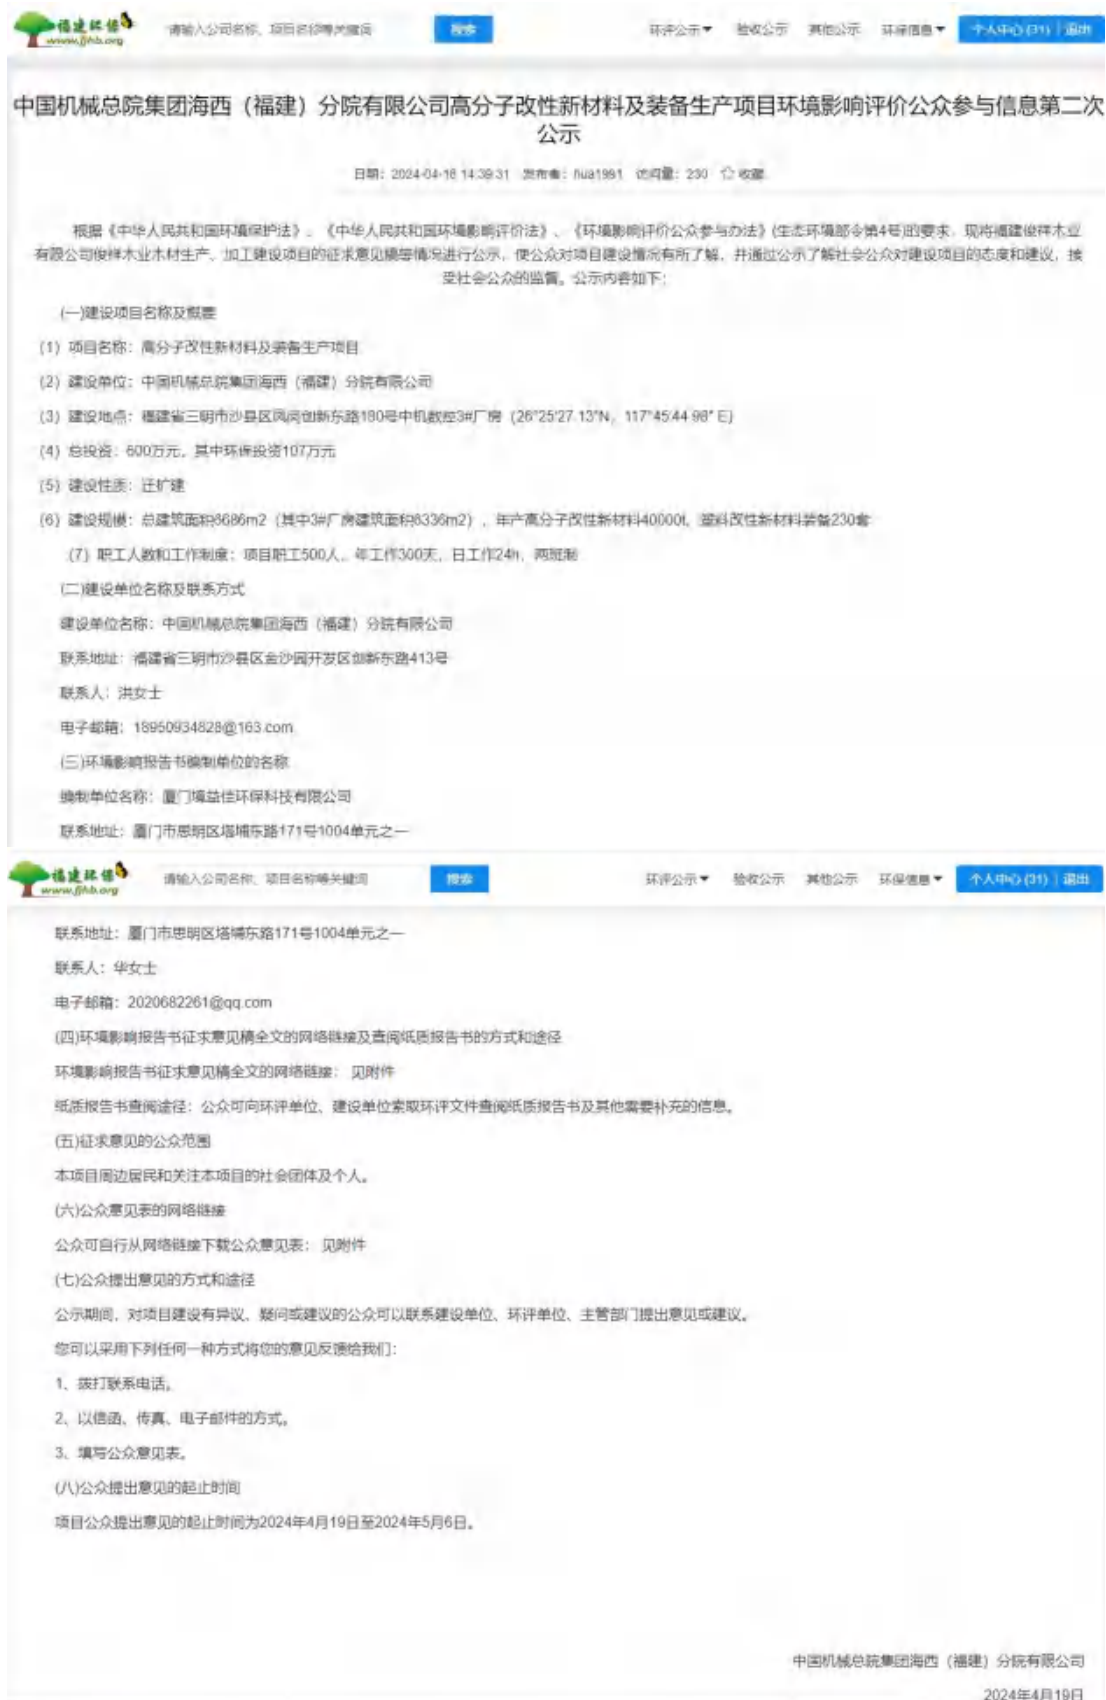 福建环保
www.fjhb.org
请输入公司名称、项目名称等关键词
搜索
环评公示▼ 验收公示 其他公示 环保信息▼ 个人中心(31) | 退出
中国机械总院集团海西（福建）分院有限公司高分子改性新材料及装备生产项目环境影响评价公众参与信息第二次
公示
日期：2024-04-18 14:39:31 发布者：hua1991 访问量：230 收藏
根据《中华人民共和国环境保护法》、《中华人民共和国环境影响评价法》、《环境影响评价公众参与办法》(生态环境部令第4号)的要求，现将福建俊祥木业
有限公司俊祥木业木材生产、加工建设项目的征求意见稿等情况进行公示，使公众对项目建设情况有所了解，并通过公示了解社会公众对建设项目的态度和建议，接
受社会公众的监督。公示内容如下：
(一)建设项目名称及概要
(1) 项目名称：高分子改性新材料及装备生产项目
(2) 建设单位：中国机械总院集团海西（福建）分院有限公司
(3) 建设地点：福建省三明市沙县区凤岗创新东路180号中机数控3#厂房（26°25'27.13"N，117°45'44.98" E）
(4) 总投资：600万元，其中环保投资107万元
(5) 建设性质：迁扩建
(6) 建设规模：总建筑面积6686m2（其中3#厂房建筑面积6336m2），年产高分子改性新材料40000t、塑料改性新材料装备230套
(7) 职工人数和工作制度：项目职工500人，年工作300天，日工作24h，两班制
(二)建设单位名称及联系方式
建设单位名称：中国机械总院集团海西（福建）分院有限公司
联系地址：福建省三明市沙县区金沙园开发区创新东路413号
联系人：洪女士
电子邮箱：18950934828@163.com
(三)环境影响报告书编制单位的名称
编制单位名称：厦门境益佳环保科技有限公司
联系地址：厦门市思明区塔埔东路171号1004单元之一
福建环保
www.fjhb.org
请输入公司名称、项目名称等关键词
搜索
环评公示▼ 验收公示 其他公示 环保信息▼ 个人中心(31) | 退出
联系地址：厦门市思明区塔埔东路171号1004单元之一
联系人：华女士
电子邮箱：2020682261@qq.com
(四)环境影响报告书征求意见稿全文的网络链接及查阅纸质报告书的方式和途径
环境影响报告书征求意见稿全文的网络链接： 见附件
纸质报告书查阅途径：公众可向环评单位、建设单位索取环评文件查阅纸质报告书及其他需要补充的信息。
(五)征求意见的公众范围
本项目周边居民和关注本项目的社会团体及个人。
(六)公众意见表的网络链接
公众可自行从网络链接下载公众意见表： 见附件
(七)公众提出意见的方式和途径
公示期间，对项目建设有异议、疑问或建议的公众可以联系建设单位、环评单位、主管部门提出意见或建议。
您可以采用下列任何一种方式将您的意见反馈给我们：
1、拨打联系电话。
2、以信函、传真、电子邮件的方式。
3、填写公众意见表。
(八)公众提出意见的起止时间
项目公众提出意见的起止时间为2024年4月19日至2024年5月6日。
中国机械总院集团海西（福建）分院有限公司
2024年4月19日